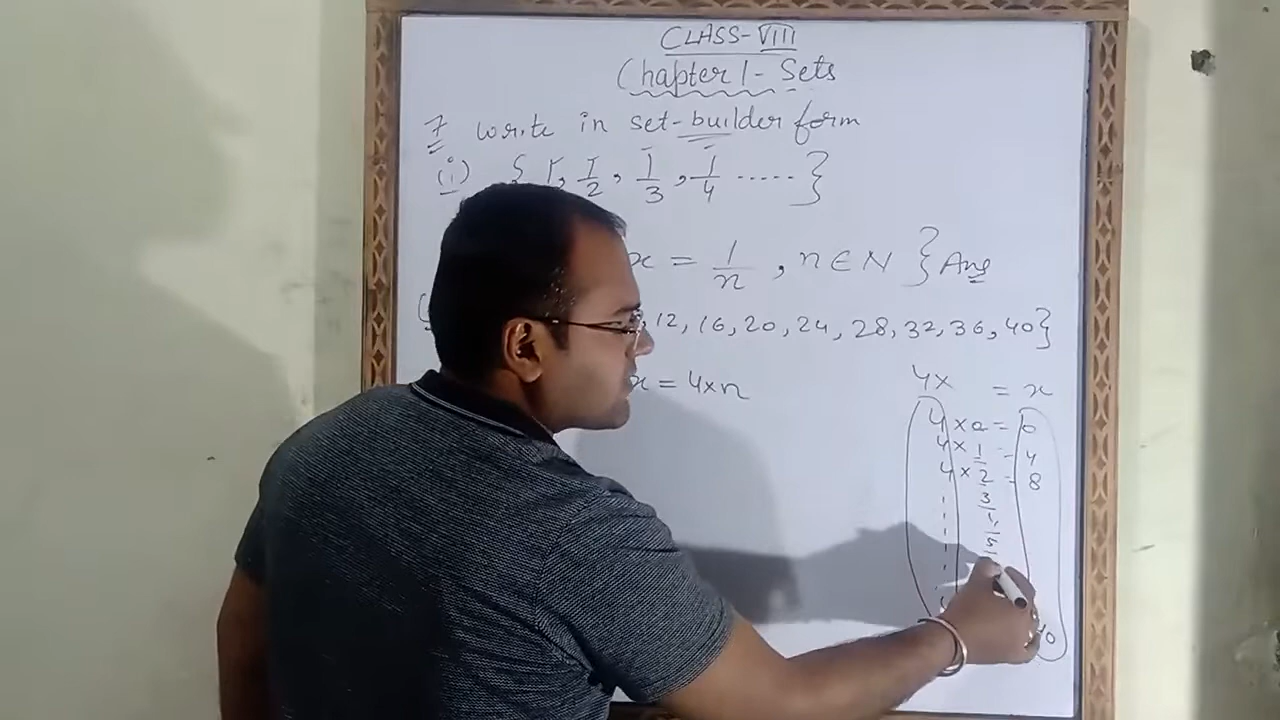 CLASS-VIII
Chapter 1- Sets
7 write in set-builder form
(i) { 1, 1/2, 1/3, 1/4 ..... }
x = 1/n , n ∈ N } Ans
12, 16, 20, 24, 28, 32, 36, 40}
x = 4xn
4x = x
4 x 0 = 0
4 x 1 = 4
4 x 2 = 8
3
5
40